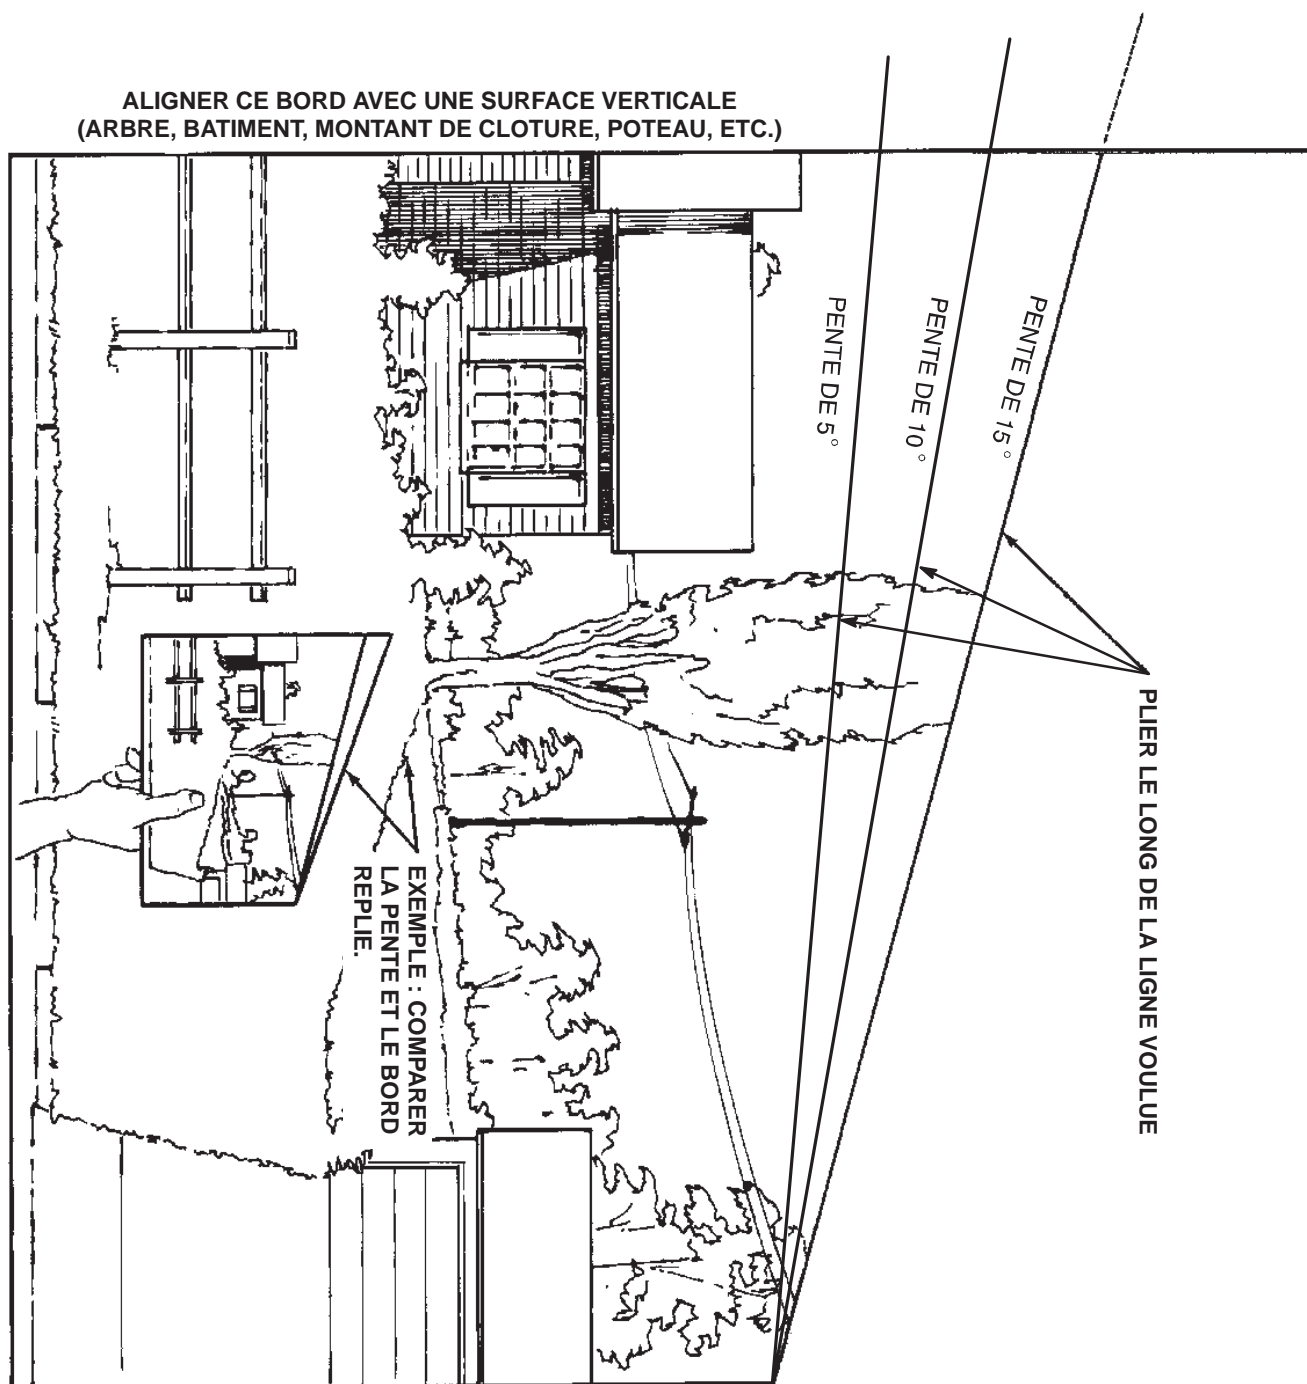 ALIGNER CE BORD AVEC UNE SURFACE VERTICALE
(ARBRE, BATIMENT, MONTANT DE CLOTURE, POTEAU, ETC.)
PENTE DE 5°
PENTE DE 10°
PENTE DE 15°
PLIER LE LONG DE LA LIGNE VOULUE
EXEMPLE : COMPARER
LA PENTE ET LE BORD
REPLIE.